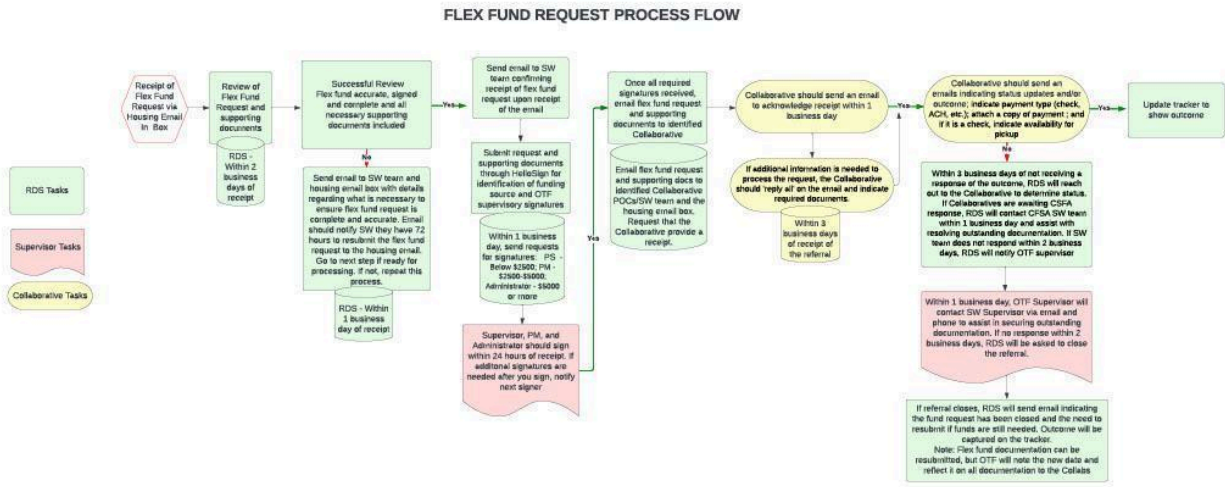 FLEX FUND REQUEST PROCESS FLOW
Receipt of
Flex Fund
Request via
Housing Email
In Box
Review of
Flex Fund
Request and
supporting
documents
RDS -
Within 2
business
days of
receipt
Successful Review
Flex fund accurate, signed
and complete and all
necessary supporting
documents included
Yes
No
Send email to SW team and
housing email box with details
regarding what is necessary to
ensure flex fund request is
complete and accurate. Email
should notify SW they have 72
hours to resubmit the flex fund
request to the housing email.
Go to next step if ready for
processing. If not, repeat this
process.
RDS - Within
1 business
day of receipt
Send email to SW
team confirming
receipt of flex fund
request upon receipt
of the email
Submit request and
supporting documents
through HelloSign for
identification of funding
source and OTF
supervisory signatures
Within 1 business
day, send requests
for signatures: PS -
Below $2500; PM -
$2500-$5000;
Administrator - $5000
or more
Supervisor, PM, and
Administrator should sign
within 24 hours of receipt. If
additonal signatures are
needed after you sign, notify
next signer
Yes
Once all required
signatures received,
email flex fund request
and supporting
documents to identified
Collaborative
Email flex fund request
and supporting docs to
identified Collaborative
POCs/SW team and the
housing email box.
Request that the
Collaborative provide a
receipt.
Collaborative should send an email
to acknowledge receipt within 1
business day
Yes
If additional information is needed to
process the request, the Collaborative
should 'reply all' on the email and indicate
required documents.
Within 3
business days
of receipt of
the referral
Collaborative should send an
emails indicating status updates and/or
outcome; indicate payment type (check,
ACH, etc.); attach a copy of payment ; and
if it is a check, indicate availability for
pickup
Yes
No
Update tracker to
show outcome
Within 3 business days of not receiving a
response of the outcome, RDS will reach
out to the Collaborative to determine status.
If Collaboratives are awaiting CSFA
response, RDS will contact CFSA SW team
within 1 business day and assist with
resolving outstanding documentation. If SW
team does not respond within 2 business
days, RDS will notify OTF supervisor
Within 1 business day, OTF Supervisor will
contact SW Supervisor via email and
phone to assist in securing outstanding
documentation. If no response within 2
business days, RDS will be asked to close
the referral.
If referral closes, RDS will send email indicating
the fund request has been closed and the need to
resubmit if funds are still needed. Outcome will be
captured on the tracker.
Note: Flex fund documentation can be
resubmitted, but OTF will note the new date and
reflect it on all documentation to the Collabs
RDS Tasks
Supervisor Tasks
Collaborative Tasks